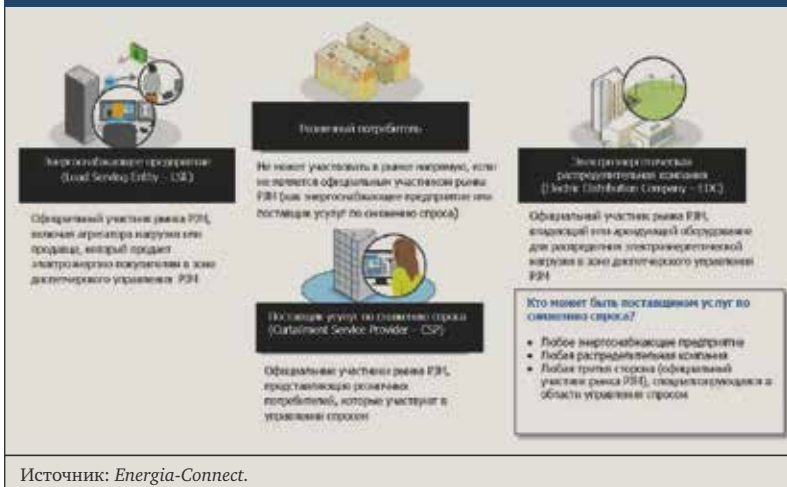 Энергоснабжающее предприятие
(Load Serving Entity – LSE)
Официальный участник рынка PJM,
включая агрегатора нагрузки или
продавца, который продает
электроэнергию покупателям в зоне
диспетчерского управления PJM
Розничный потребитель
Не может участвовать в рынке напрямую, если
не является официальным участником рынка
PJM (как энергоснабжающее предприятие или
поставщик услуг по снижению спроса)
Поставщик услуг по снижению спроса
(Curtailment Service Provider – CSP)
Официальные участники рынка PJM,
представляющие розничных
потребителей, которые участвуют в
управлении спросом
Электроэнергетическая
распределительная компания
(Electric Distribution Company – EDC)
Официальный участник рынка PJM,
владеющий или арендующий оборудование
для распределения электроэнергетической
нагрузки в зоне диспетчерского управления
PJM
Кто может быть поставщиком услуг по
снижению спроса?
• Любое энергоснабжающее предприятие
• Любая распределительная компания
• Любая третья сторона (официальный
участник рынка PJM), специализирующаяся в
области управления спросом
Источник: Energia-Connect.